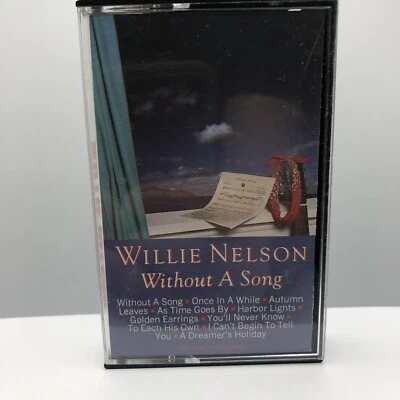 WILLIE NELSON
Without A Song
Without A Song • Once In A While • Autumn
Leaves • As Time Goes By • Harbor Lights •
Golden Earrings • You'll Never Know •
To Each His Own • I Can't Begin To Tell
You • A Dreamer's Holiday